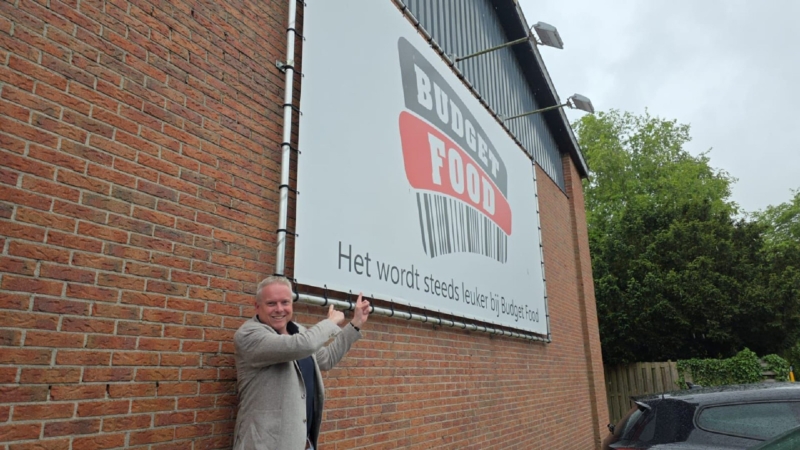 BUDGET
FOOD
Het wordt steeds leuker bij Budget Food